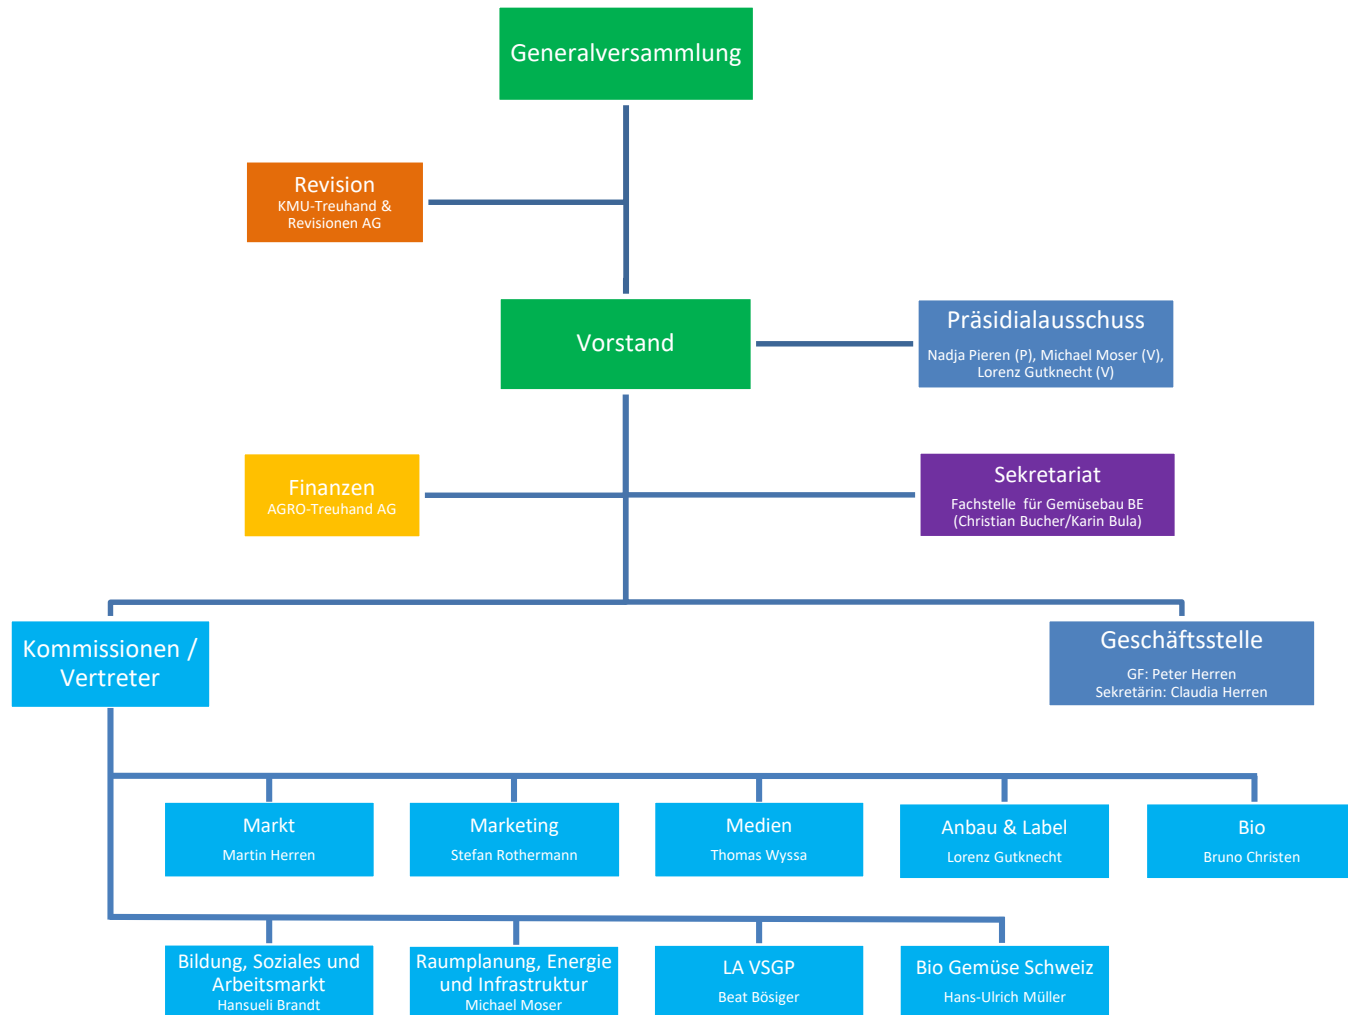 Generalversammlung
Revision
KMU-Treuhand &
Revisionen AG
Vorstand
Präsidialausschuss
Nadja Pieren (P), Michael Moser (V),
Lorenz Gutknecht (V)
Finanzen
AGRO-Treuhand AG
Sekretariat
Fachstelle für Gemüsebau BE
(Christian Bucher/Karin Bula)
Kommissionen /
Vertreter
Geschäftsstelle
GF: Peter Herren
Sekretärin: Claudia Herren
Markt
Martin Herren
Marketing
Stefan Rothermann
Medien
Thomas Wyssa
Anbau & Label
Lorenz Gutknecht
Bio
Bruno Christen
Bildung, Soziales und
Arbeitsmarkt
Hansueli Brandt
Raumplanung, Energie
und Infrastruktur
Michael Moser
LA VSGP
Beat Bösiger
Bio Gemüse Schweiz
Hans-Ulrich Müller